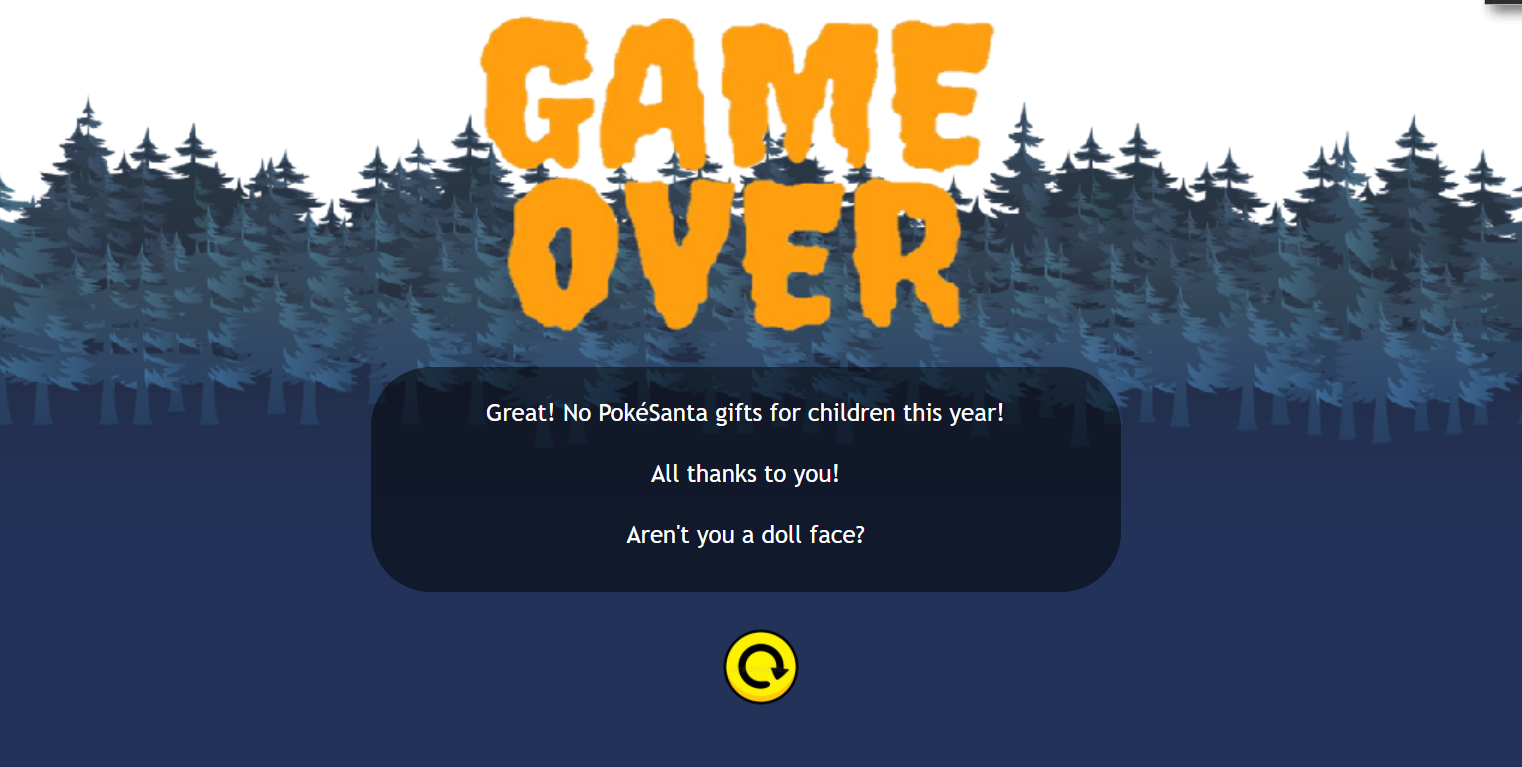 GAME
OVER
Great! No PokéSanta gifts for children this year!
All thanks to you!
Aren't you a doll face?